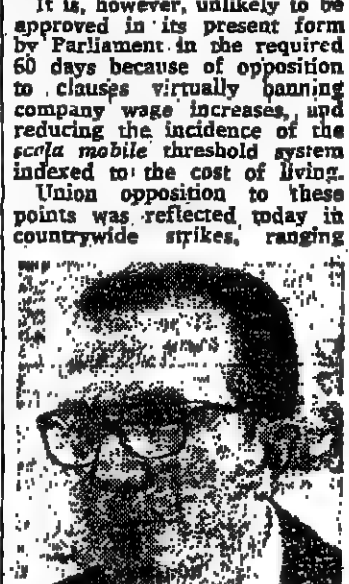 It is, however, unlikely to be
approved in its present form
by Parliament in the required
60 days because of opposition
to clauses virtually banning
company wage increases, and
reducing the incidence of the
scala mobile threshold system
indexed to the cost of living.
Union opposition to these
points was reflected today in
countrywide strikes, ranging